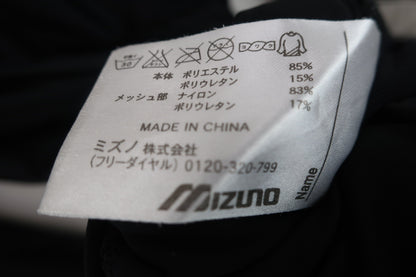 本体 ポリエステル 85%
ポリウレタン 15%
メッシュ部 ナイロン 83%
ポリウレタン 17%
MADE IN CHINA
ミズノ 株式会社
(フリーダイヤル) 0120-320-799
MIZUNO
Name